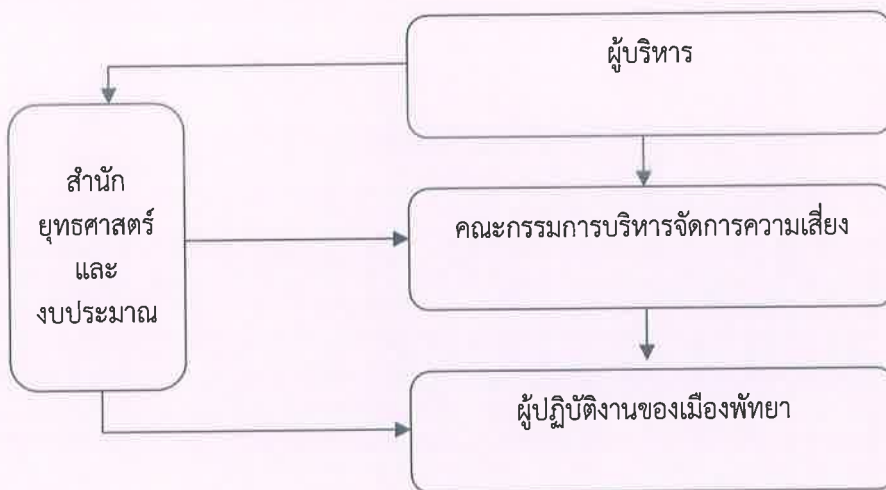 ผู้บริหาร
สำนัก
ยุทธศาสตร์
และ
งบประมาณ
คณะกรรมการบริหารจัดการความเสี่ยง
ผู้ปฏิบัติงานของเมืองพัทยา